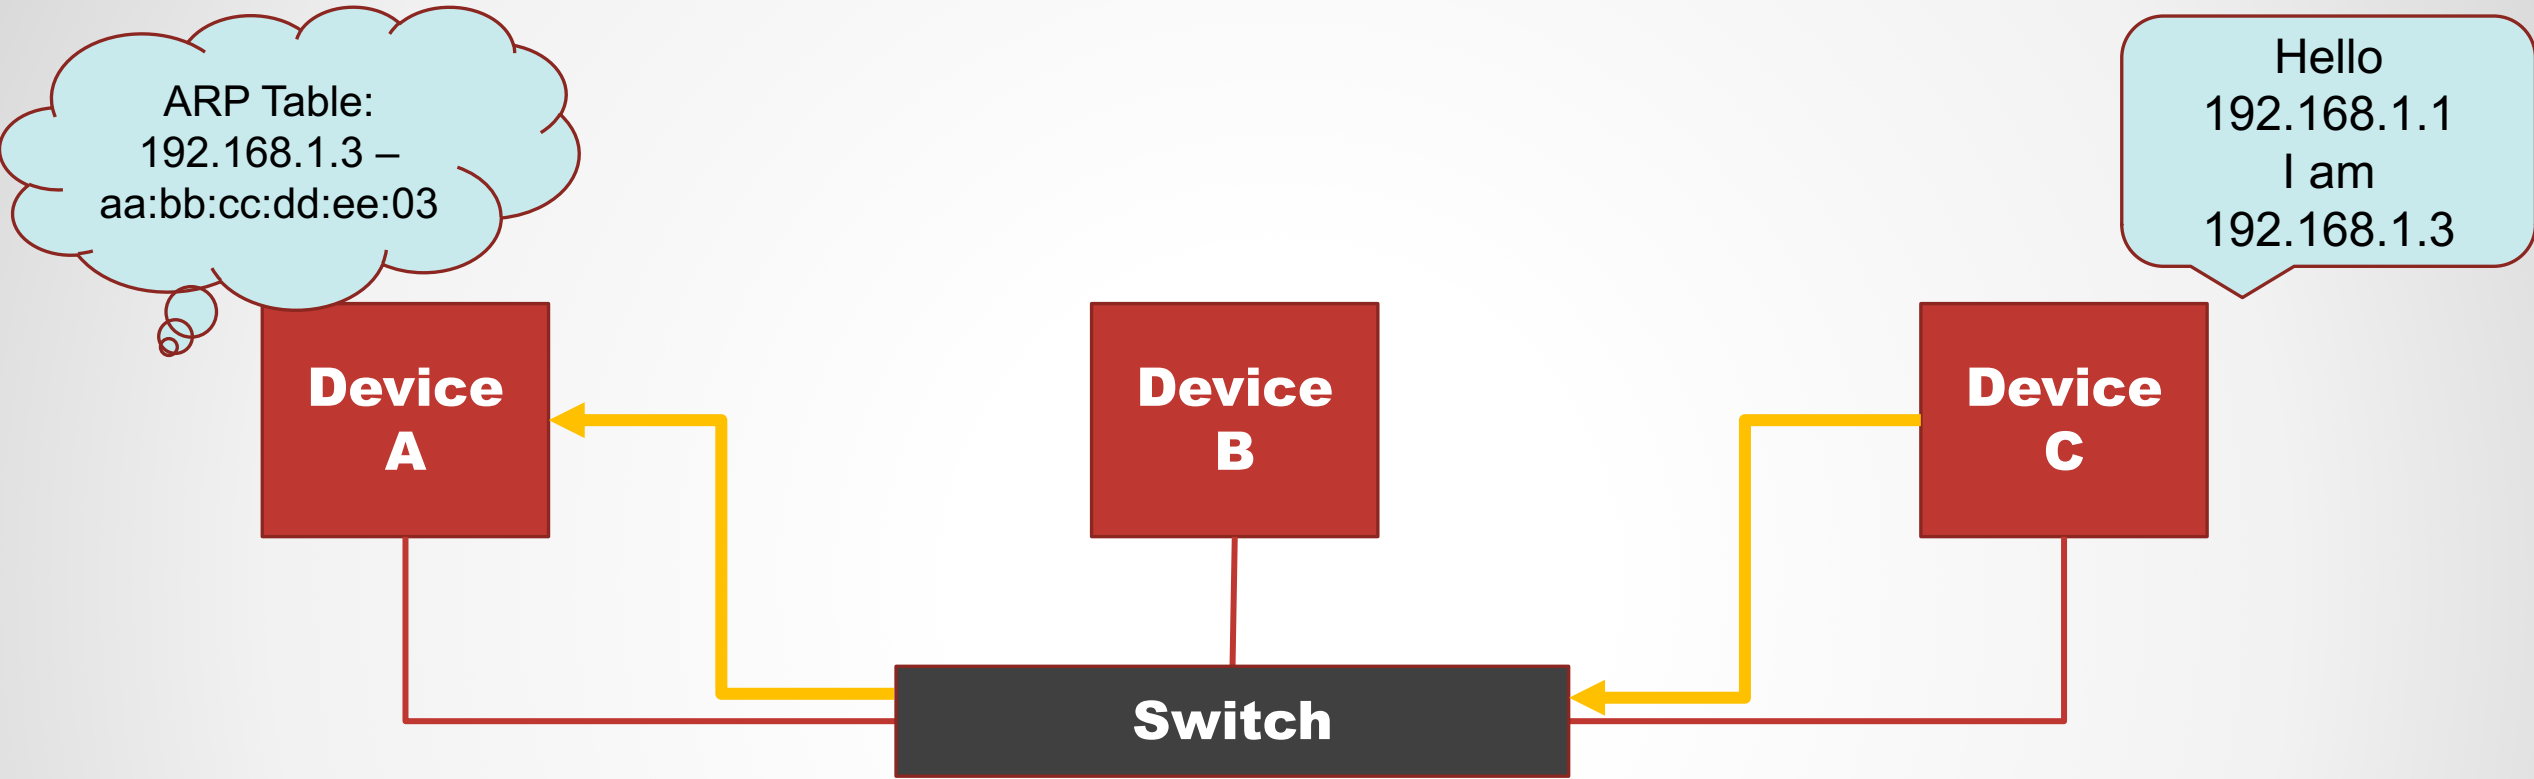 ARP Table:
192.168.1.3 –
aa:bb:cc:dd:ee:03
Hello
192.168.1.1
I am
192.168.1.3
Device
A
Device
B
Device
C
Switch